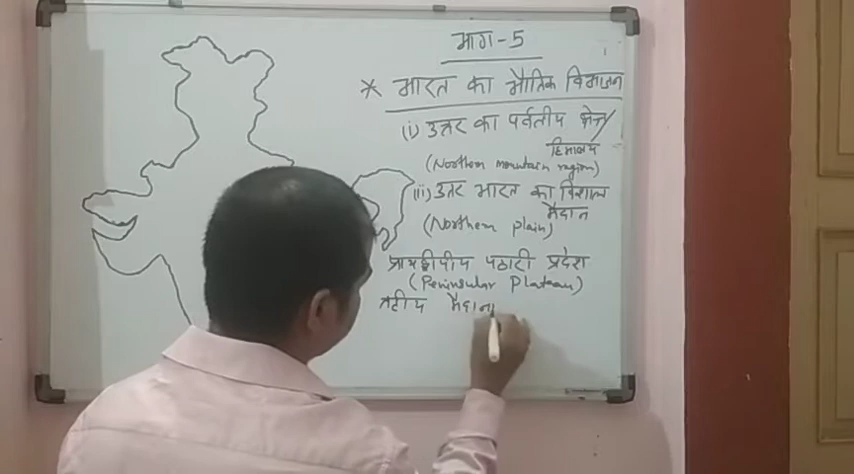 भाग-5
* भारत का भौतिक विभाजन
(i) उत्तर का पर्वतीय क्षेत्र/
हिमालय
(Northern mountain region)
(ii) उत्तर भारत का विशाल
मैदान
(Northern plain)
प्रायद्वीपीय पठारी प्रदेश
(Peninsular Plateau)
तटीय मैदान